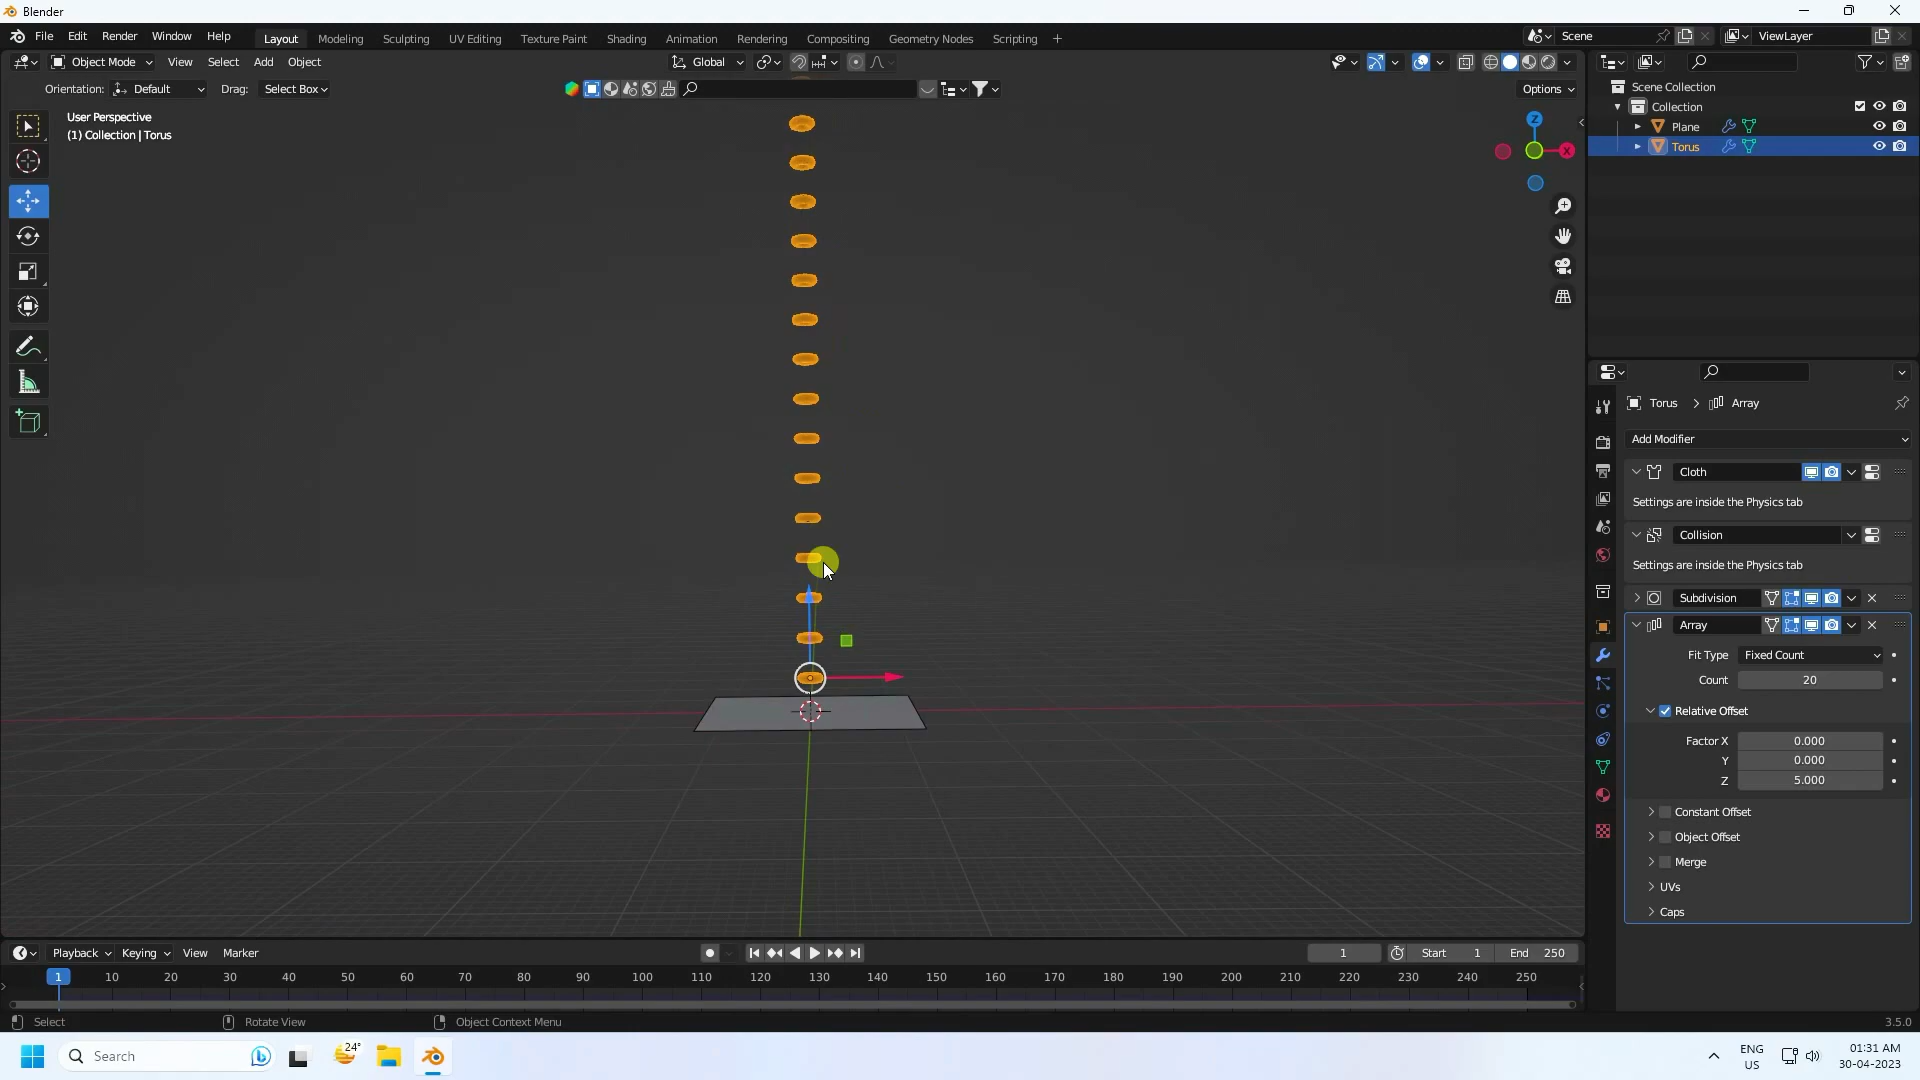 Blender
File Edit Render Window Help Layout Modeling Sculpting UV Editing Texture Paint Shading Animation Rendering Compositing Geometry Nodes Scripting + Scene ViewLayer
Object Mode View Select Add Object Global
Orientation: Default Drag: Select Box Options
User Perspective
(1) Collection | Torus
Z
X
Scene Collection
Collection
Plane
Torus
Torus > Array
Add Modifier
Cloth
Settings are inside the Physics tab
Collision
Settings are inside the Physics tab
Subdivision
Array
Fit Type Fixed Count
Count 20
Relative Offset
Factor X 0.000
Y 0.000
Z 5.000
Constant Offset
Object Offset
Merge
UVs
Caps
Playback Keying View Marker 1 Start 1 End 250
1 10 20 30 40 50 60 70 80 90 100 110 120 130 140 150 160 170 180 190 200 210 220 230 240 250
Select Rotate View Object Context Menu 3.5.0
Search 24° ENG US 01:31 AM 30-04-2023